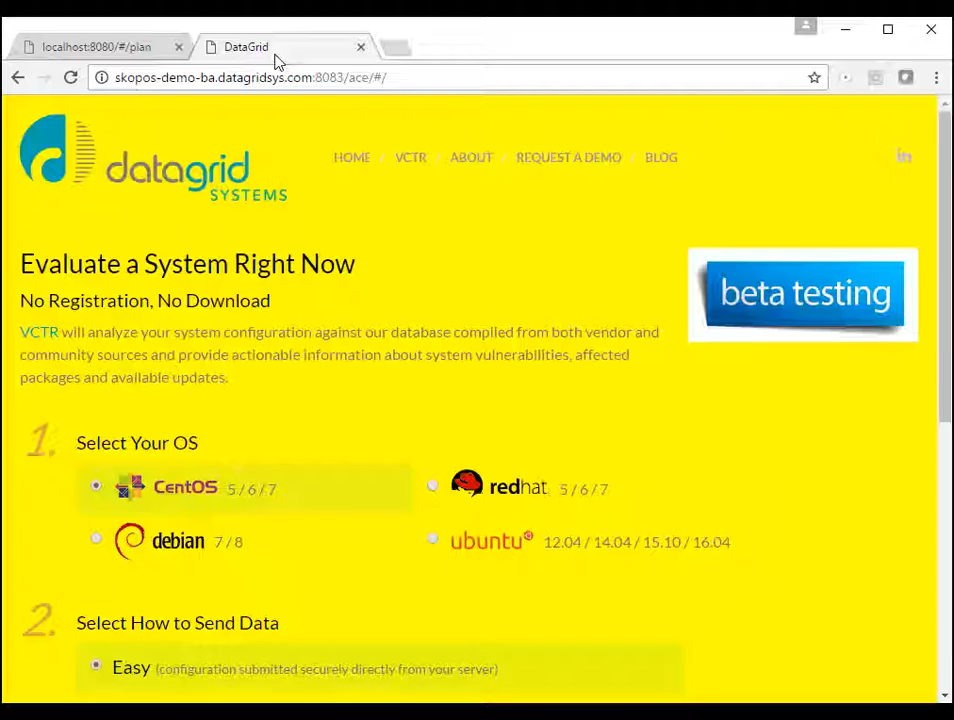 localhost:8080/#/plan
DataGrid
skopos-demo-ba.datagridsys.com:8083/ace/#/
datagrid
SYSTEMS
HOME / VCTR / ABOUT / REQUEST A DEMO / BLOG
in
Evaluate a System Right Now
beta testing
No Registration, No Download
VCTR will analyze your system configuration against our database compiled from both vendor and
community sources and provide actionable information about system vulnerabilities, affected
packages and available updates.
1. Select Your OS
CentOS 5 / 6 / 7
redhat 5 / 6 / 7
debian 7 / 8
ubuntu 12.04 / 14.04 / 15.10 / 16.04
2. Select How to Send Data
Easy (configuration submitted securely directly from your server)